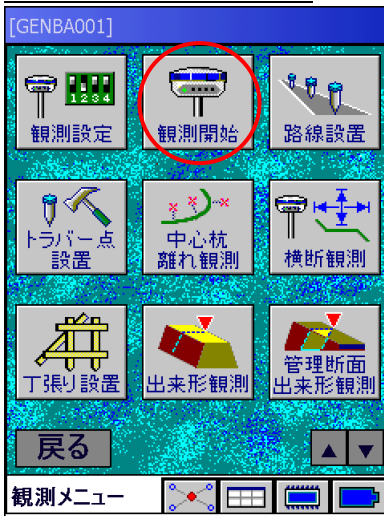 [GENBA001]
1234
観測設定
観測開始
路線設置
トラバー点
設置
中心杭
離れ観測
横断観測
丁張り設置
出来形観測
管理断面
出来形観測
戻る
観測メニュー